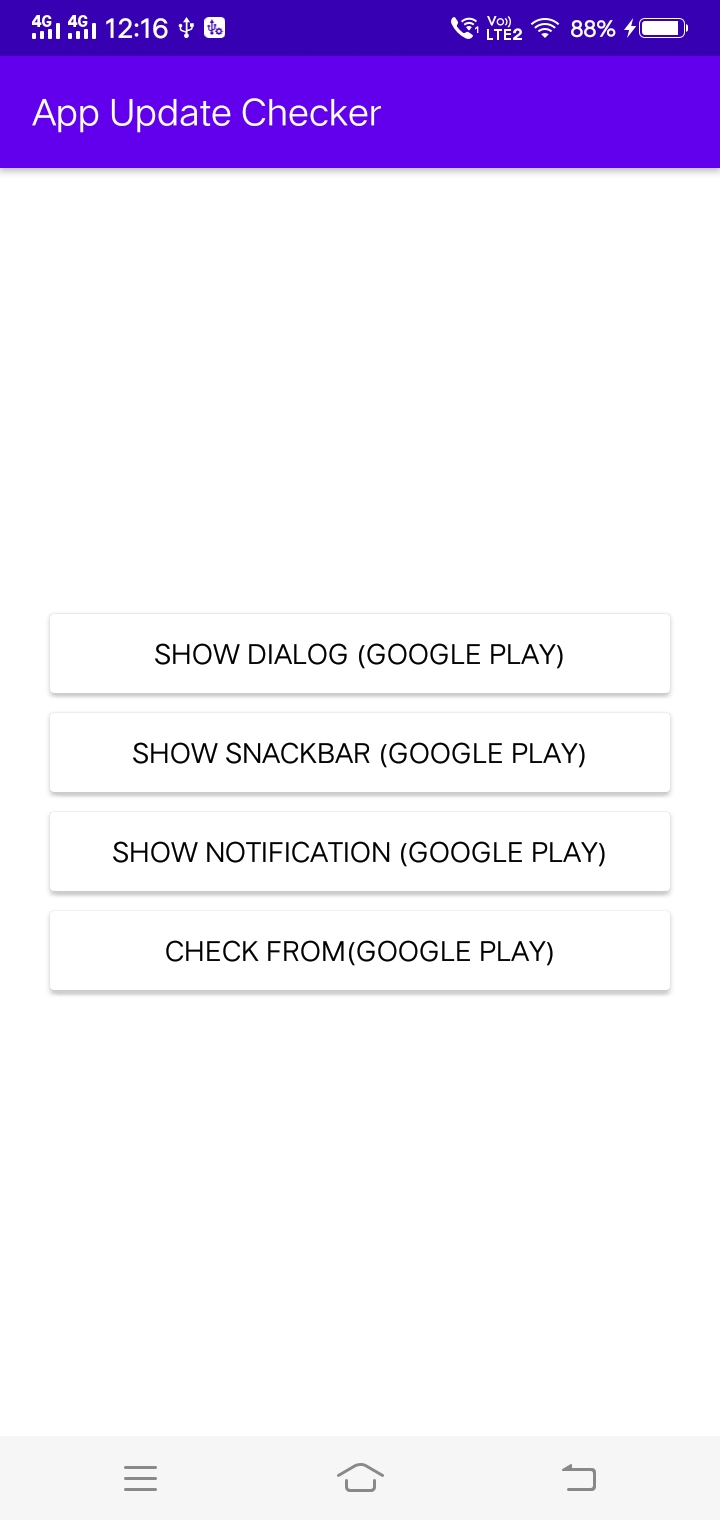 4G 4G 12:16 Vo)) LTE2 88%
App Update Checker
SHOW DIALOG (GOOGLE PLAY)
SHOW SNACKBAR (GOOGLE PLAY)
SHOW NOTIFICATION (GOOGLE PLAY)
CHECK FROM(GOOGLE PLAY)